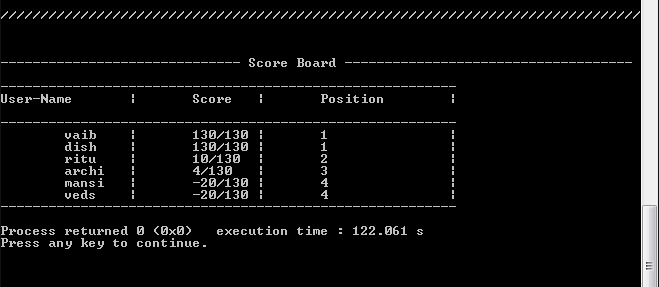 ////////////////////////////////////////////////////////////////////////////////
------------------------------ Score Board ------------------------------------
---------------------------------------------------------
User-Name | Score | Position |
---------------------------------------------------------
vaib | 130/130 | 1 |
dish | 130/130 | 1 |
ritu | 10/130 | 2 |
archi | 4/130 | 3 |
mansi | -20/130 | 4 |
veds | -20/130 | 4 |
---------------------------------------------------------
Process returned 0 (0x0) execution time : 122.061 s
Press any key to continue.